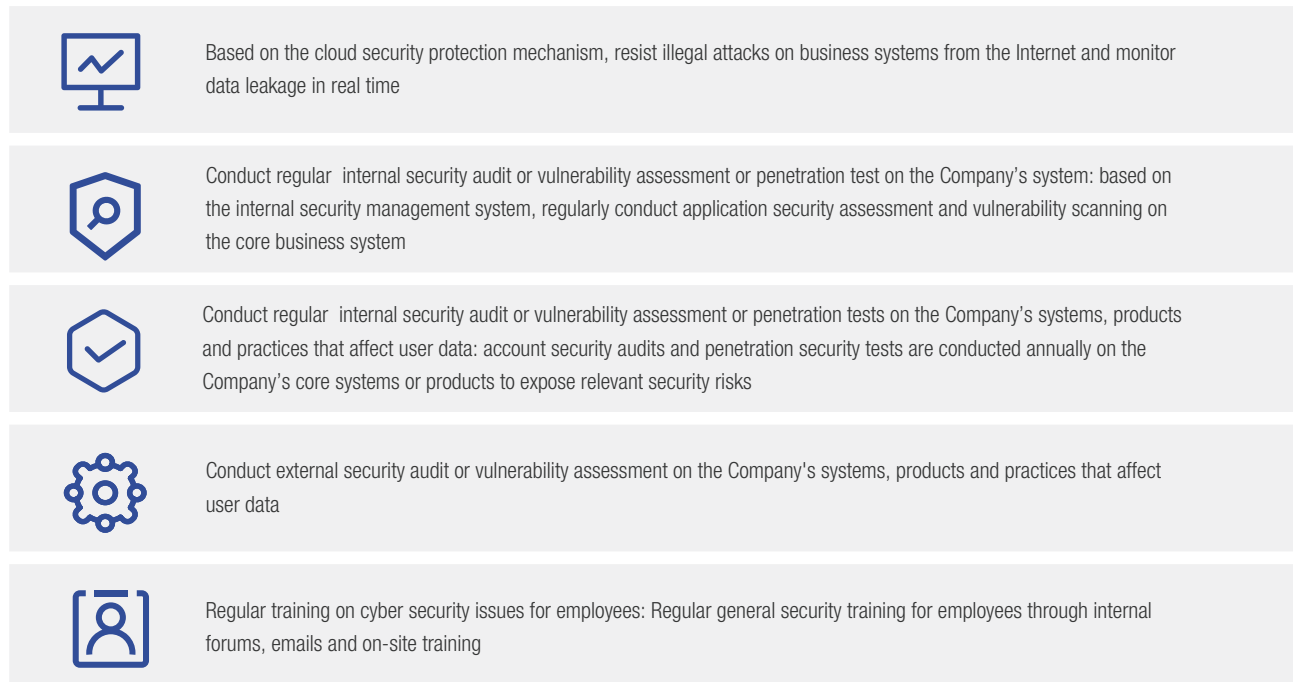 Based on the cloud security protection mechanism, resist illegal attacks on business systems from the Internet and monitor
data leakage in real time
Conduct regular  internal security audit or vulnerability assessment or penetration test on the Company’s system: based on
the internal security management system, regularly conduct application security assessment and vulnerability scanning on
the core business system
Conduct regular  internal security audit or vulnerability assessment or penetration tests on the Company’s systems, products
and practices that affect user data: account security audits and penetration security tests are conducted annually on the
Company’s core systems or products to expose relevant security risks
Conduct external security audit or vulnerability assessment on the Company's systems, products and practices that affect
user data
Regular training on cyber security issues for employees: Regular general security training for employees through internal
forums, emails and on-site training